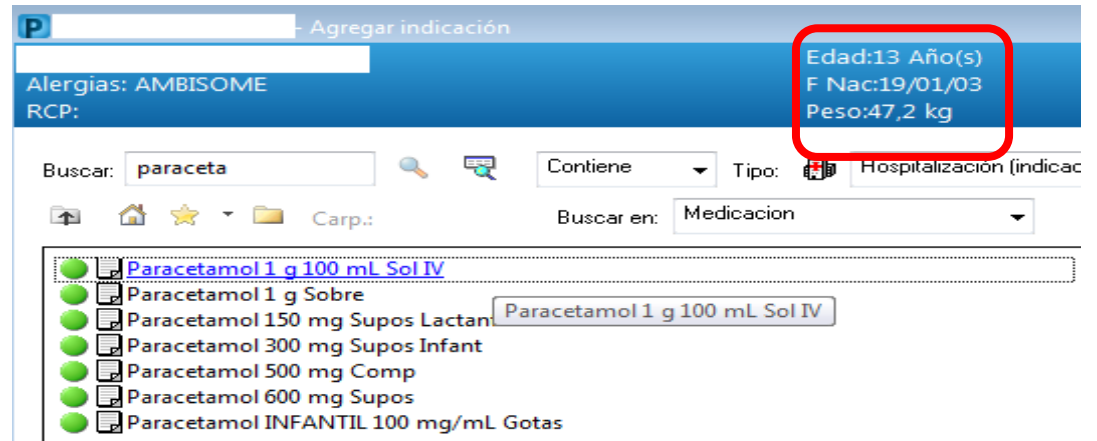 P - Agregar indicación
Edad:13 Año(s)
Alergias: AMBISOME F Nac:19/01/03
RCP: Peso:47,2 kg
Buscar: paraceta Contiene Tipo: Hospitalización (indicac
Carp.: Buscar en: Medicacion
Paracetamol 1 g 100 mL Sol IV
Paracetamol 1 g Sobre
Paracetamol 1 g 100 mL Sol IV
Paracetamol 150 mg Supos Lactant
Paracetamol 300 mg Supos Infant
Paracetamol 500 mg Comp
Paracetamol 600 mg Supos
Paracetamol INFANTIL 100 mg/mL Gotas